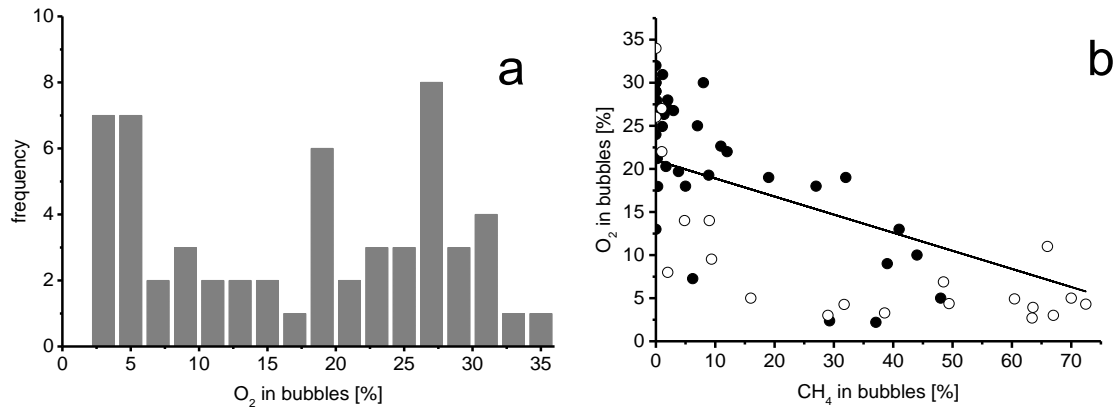 a
10
8
6
4
2
0
frequency
0 5 10 15 20 25 30 35
O₂ in bubbles [%]
b
35
30
25
20
15
10
5
0
O₂ in bubbles [%]
0 10 20 30 40 50 60 70
CH₄ in bubbles [%]